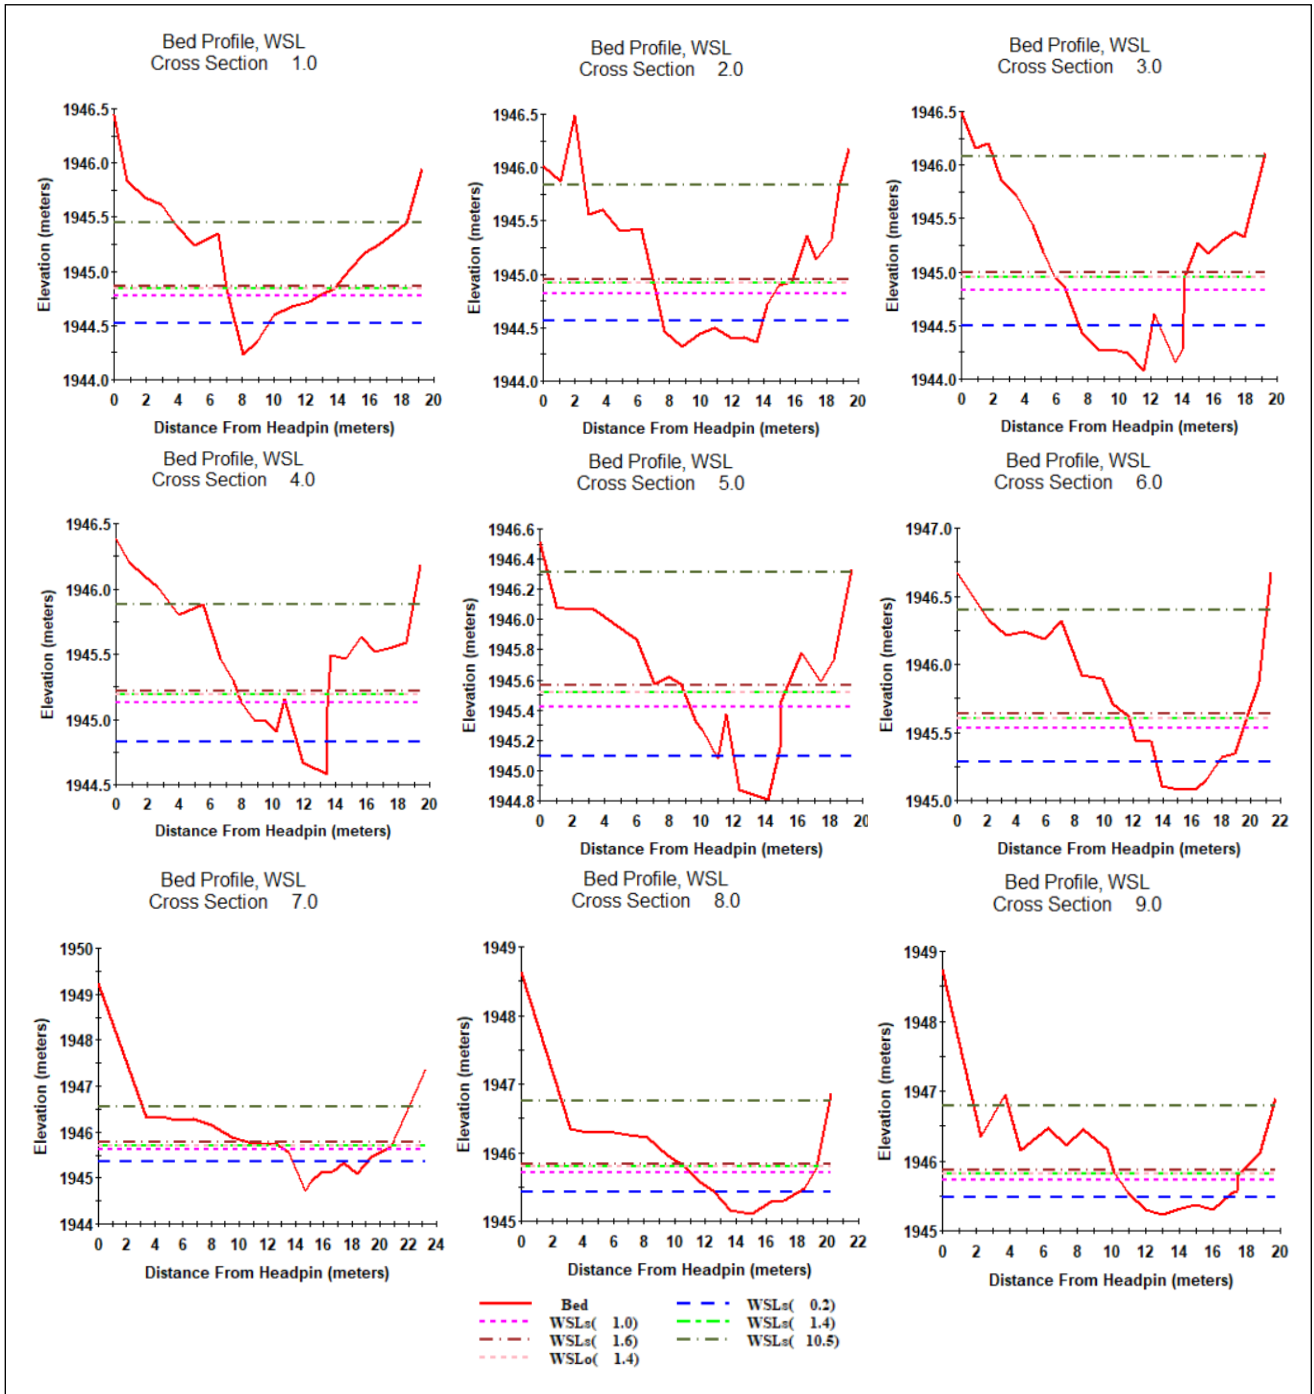 Bed Profile, WSL
Cross Section 1.0
Elevation (meters)
1946.5
1946.0
1945.5
1945.0
1944.5
1944.0
0 2 4 6 8 10 12 14 16 18 20
Distance From Headpin (meters)
Bed Profile, WSL
Cross Section 2.0
Elevation (meters)
1946.5
1946.0
1945.5
1945.0
1944.5
1944.0
0 2 4 6 8 10 12 14 16 18 20
Distance From Headpin (meters)
Bed Profile, WSL
Cross Section 3.0
Elevation (meters)
1946.5
1946.0
1945.5
1945.0
1944.5
1944.0
0 2 4 6 8 10 12 14 16 18 20
Distance From Headpin (meters)
Bed Profile, WSL
Cross Section 4.0
Elevation (meters)
1946.5
1946.0
1945.5
1945.0
1944.5
0 2 4 6 8 10 12 14 16 18 20
Distance From Headpin (meters)
Bed Profile, WSL
Cross Section 5.0
Elevation (meters)
1946.6
1946.4
1946.2
1946.0
1945.8
1945.6
1945.4
1945.2
1945.0
1944.8
0 2 4 6 8 10 12 14 16 18 20
Distance From Headpin (meters)
Bed Profile, WSL
Cross Section 6.0
Elevation (meters)
1947.0
1946.5
1946.0
1945.5
1945.0
0 2 4 6 8 10 12 14 16 18 20 22
Distance From Headpin (meters)
Bed Profile, WSL
Cross Section 7.0
Elevation (meters)
1950
1949
1948
1947
1946
1945
1944
0 2 4 6 8 10 12 14 16 18 20 22 24
Distance From Headpin (meters)
Bed Profile, WSL
Cross Section 8.0
Elevation (meters)
1949
1948
1947
1946
1945
0 2 4 6 8 10 12 14 16 18 20 22
Distance From Headpin (meters)
Bed Profile, WSL
Cross Section 9.0
Elevation (meters)
1949
1948
1947
1946
1945
0 2 4 6 8 10 12 14 16 18 20
Distance From Headpin (meters)
Bed WSLs( 0.2)
WSLs( 1.0) WSLs( 1.4)
WSLs( 1.6) WSLs( 10.5)
WSLo( 1.4)